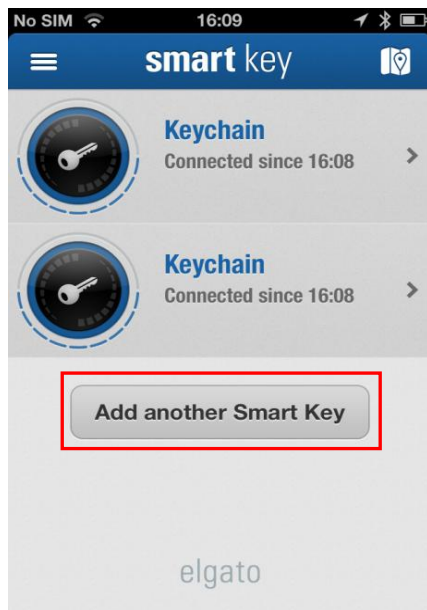 No SIM 16:09
smart key
Keychain
Connected since 16:08
Keychain
Connected since 16:08
Add another Smart Key
elgato